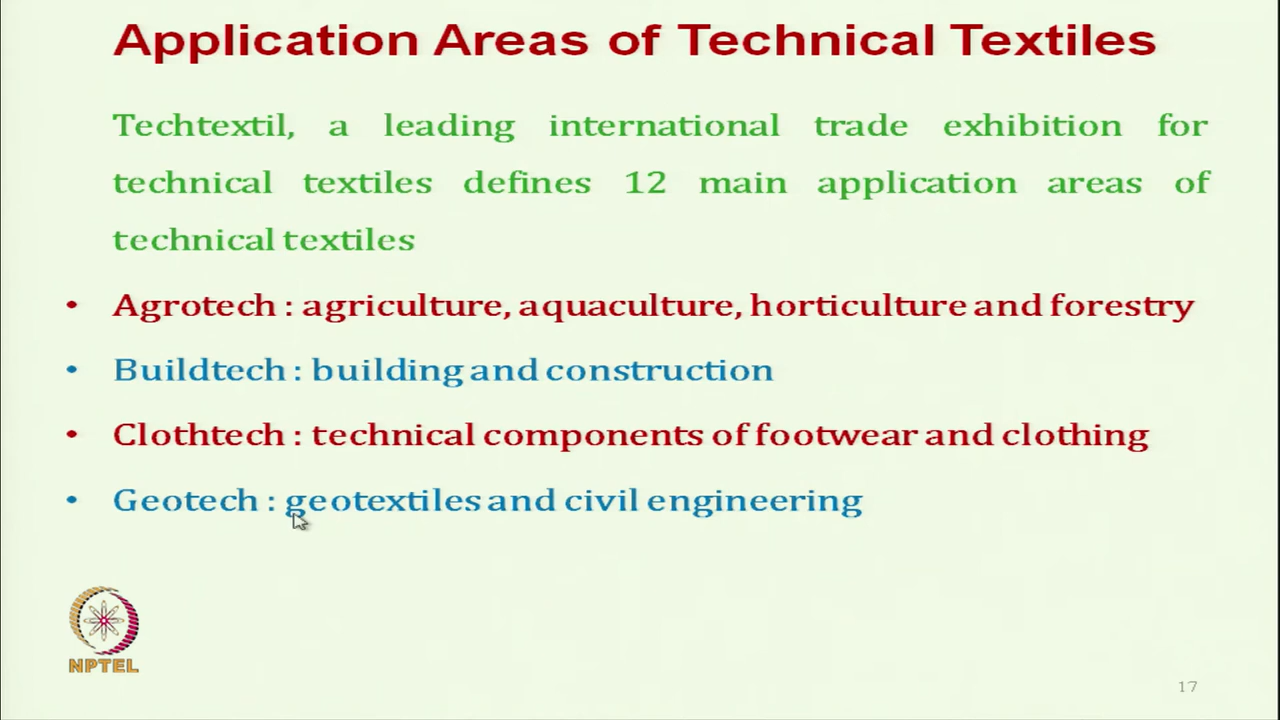 Application Areas of Technical Textiles
Techtextil, a leading international trade exhibition for
technical textiles defines 12 main application areas of
technical textiles
• Agrotech : agriculture, aquaculture, horticulture and forestry
• Buildtech : building and construction
• Clothtech : technical components of footwear and clothing
• Geotech : geotextiles and civil engineering
NPTEL
17